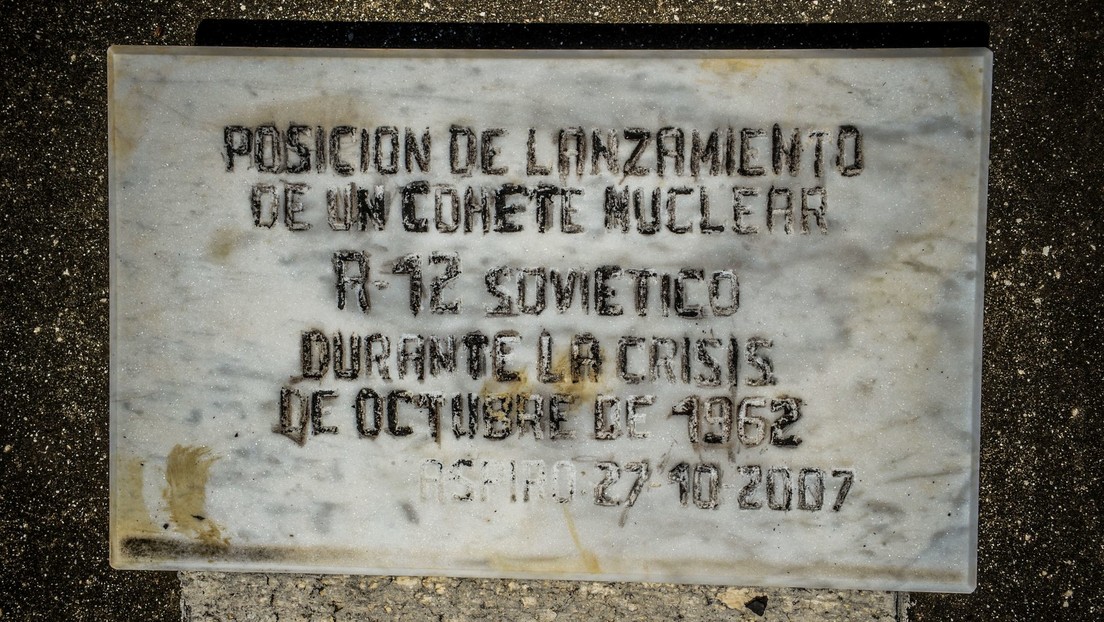 POSICION DE LANZAMIENTO
DE UN COHETE NUCLEAR
R-12 SOVIETICO
DURANTE LA CRISIS
DE OCTUBRE DE 1962
27-10-2007